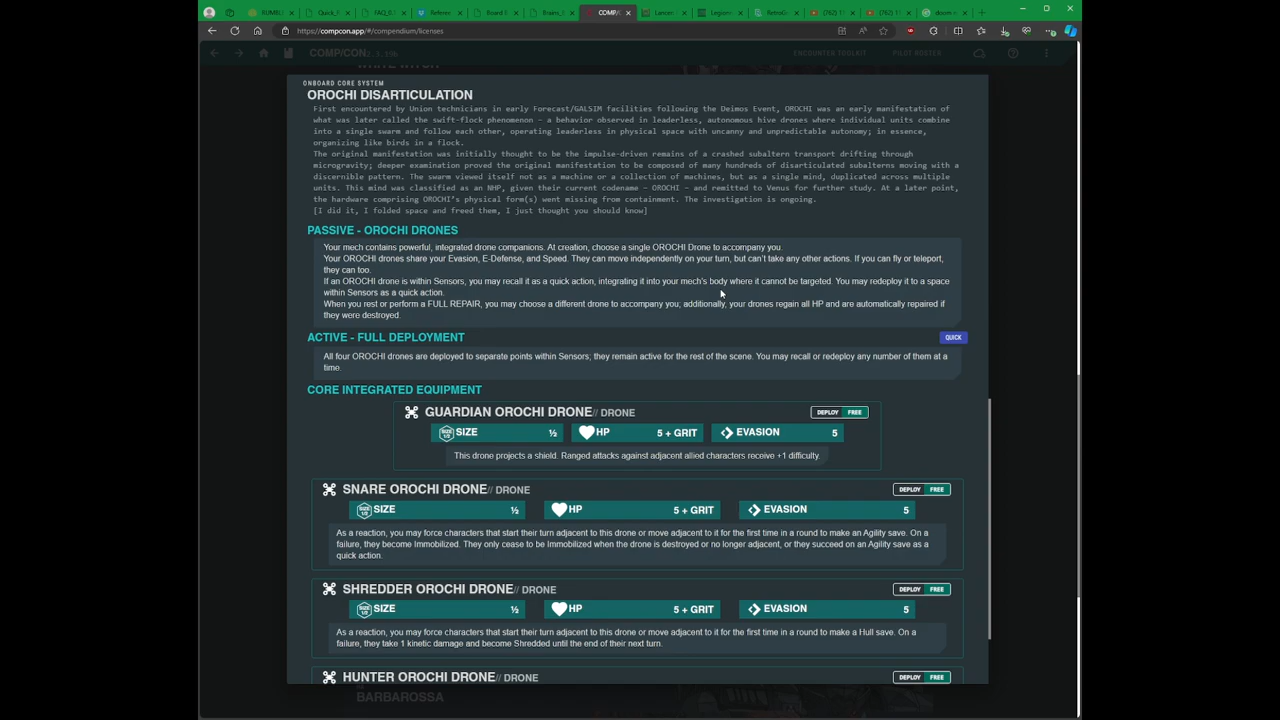 RUMBLE
Quick_F
FAQ_0.
Referen
Board F
Brains_
COMP/
Lancer
Legionn
RetroG
(762) 1
(762) 1
doom v
https://compcon.app/#/compendium/licenses
COMP/CON
ENCOUNTER TOOLKIT
PILOT ROSTER
ONBOARD CORE SYSTEM
OROCHI DISARTICULATION
First encountered by Union technicians in early Forecast/GALSIM facilities following the Deimos Event, OROCHI was an early manifestation of
what was later called the swift-flock phenomenon – a behavior observed in leaderless, autonomous hive drones where individual units combine
into a single swarm and follow each other, operating leaderless in physical space with uncanny and unpredictable autonomy; in essence,
organizing like birds in a flock.
The original manifestation was initially thought to be the impulse-driven remains of a crashed subaltern transport drifting through
microgravity; deeper examination proved the original manifestation to be composed of many hundreds of disarticulated subalterns moving with a
discernible pattern. The swarm viewed itself not as a machine or a collection of machines, but as a single mind, duplicated across multiple
units. This mind was classified as an NHP, given their current codename – OROCHI – and remitted to Venus for further study. At a later point,
the hardware comprising OROCHI's physical form(s) went missing from containment. The investigation is ongoing.
[I did it, I folded space and freed them, I just thought you should know]
PASSIVE - OROCHI DRONES
Your mech contains powerful, integrated drone companions. At creation, choose a single OROCHI Drone to accompany you.
Your OROCHI drones share your Evasion, E-Defense, and Speed. They can move independently on your turn, but can't take any other actions. If you can fly or teleport,
they can too.
If an OROCHI drone is within Sensors, you may recall it as a quick action, integrating it into your mech's body where it cannot be targeted. You may redeploy it to a space
within Sensors as a quick action.
When you rest or perform a FULL REPAIR, you may choose a different drone to accompany you; additionally, your drones regain all HP and are automatically repaired if
they were destroyed.
ACTIVE - FULL DEPLOYMENT
QUICK
All four OROCHI drones are deployed to separate points within Sensors; they remain active for the rest of the scene. You may recall or redeploy any number of them at a
time.
CORE INTEGRATED EQUIPMENT
GUARDIAN OROCHI DRONE// DRONE
DEPLOY FREE
SIZE ½ HP 5 + GRIT EVASION 5
This drone projects a shield. Ranged attacks against adjacent allied characters receive +1 difficulty.
SNARE OROCHI DRONE// DRONE
DEPLOY FREE
SIZE ½ HP 5 + GRIT EVASION 5
As a reaction, you may force characters that start their turn adjacent to this drone or move adjacent to it for the first time in a round to make an Agility save. On a
failure, they become Immobilized. They only cease to be Immobilized when the drone is destroyed or no longer adjacent, or they succeed on an Agility save as a
quick action.
SHREDDER OROCHI DRONE// DRONE
DEPLOY FREE
SIZE ½ HP 5 + GRIT EVASION 5
As a reaction, you may force characters that start their turn adjacent to this drone or move adjacent to it for the first time in a round to make a Hull save. On a
failure, they take 1 kinetic damage and become Shredded until the end of their next turn.
HUNTER OROCHI DRONE// DRONE
DEPLOY FREE
BARBAROSSA